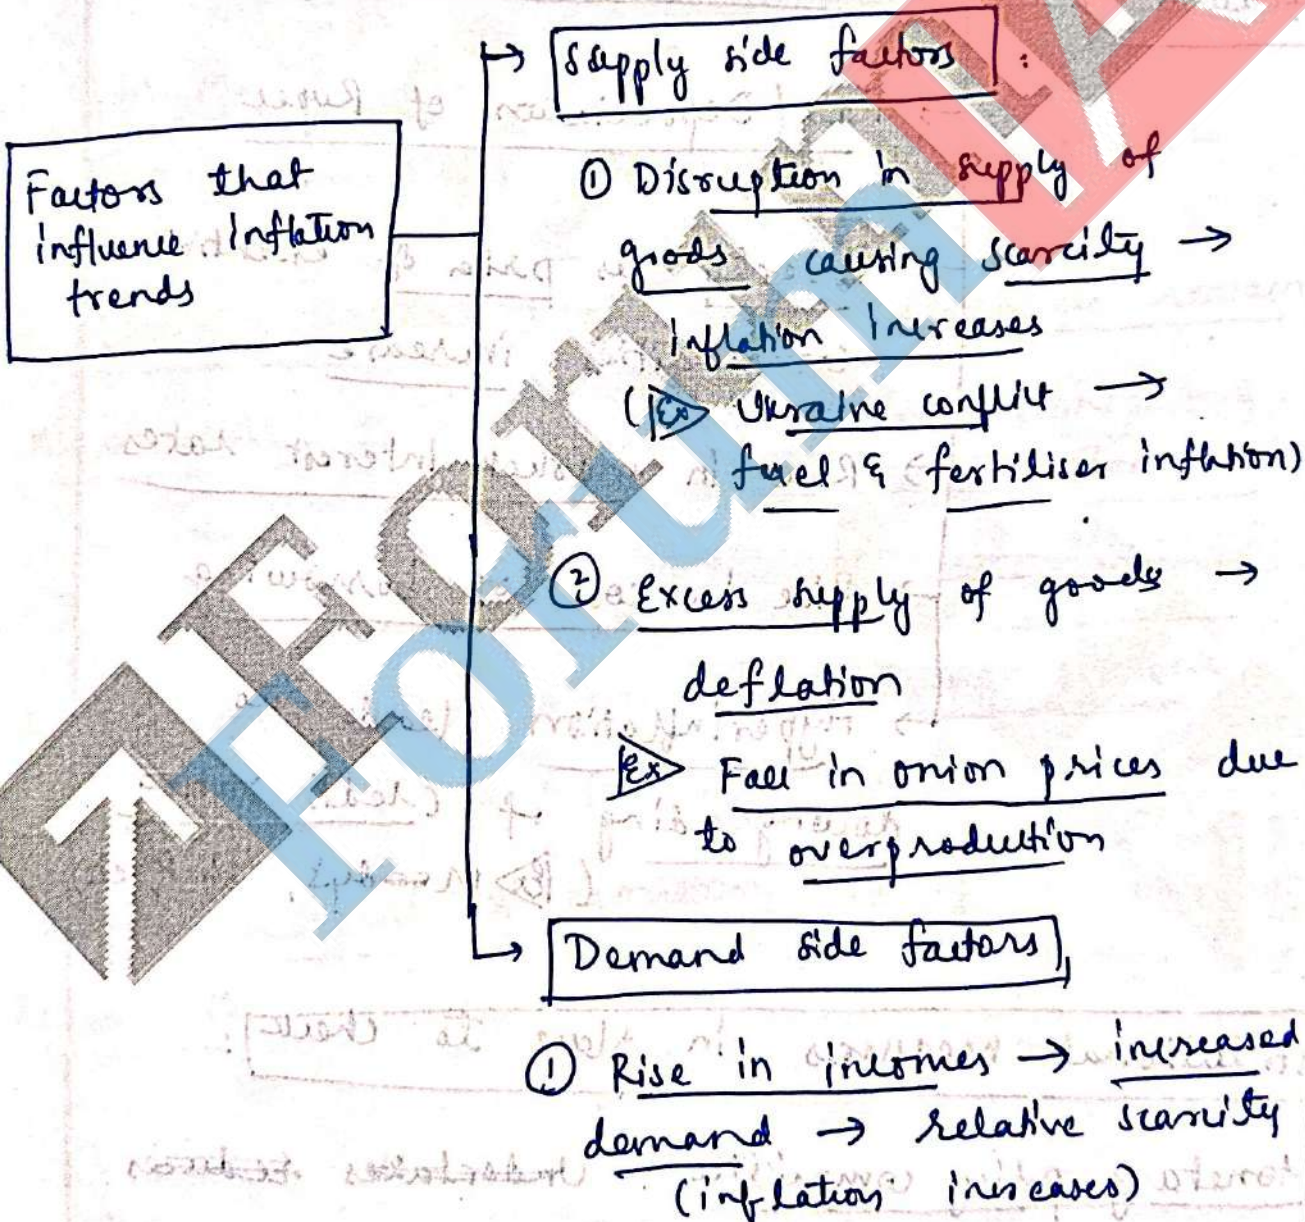 Factors that
influence inflation
trends
→ Supply side factors :
① Disruption in supply of
goods causing scarcity →
inflation increases
(Ex Ukraine conflict →
fuel & fertiliser inflation)
② Excess supply of goods →
deflation
Ex Fall in onion prices due
to overproduction
→ Demand side factors
① Rise in incomes → increased
demand → relative scarcity
(inflation increases)
Forum